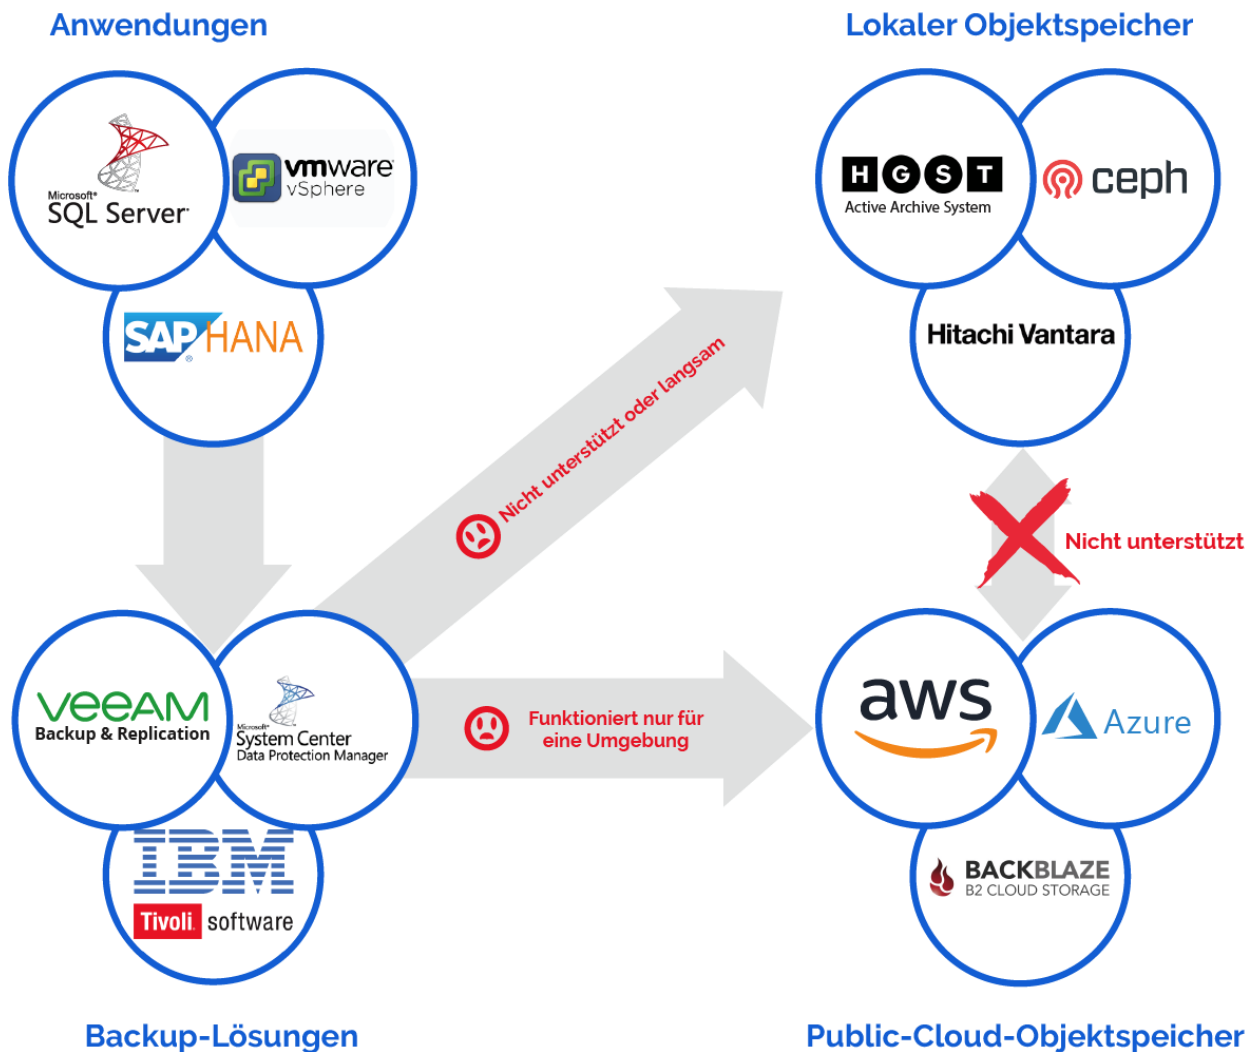 Anwendungen
Lokaler Objektspeicher
Microsoft®
SQL Server
vmware®
vSphere
SAP HANA
®
HGST
Active Archive System
ceph
Hitachi Vantara
Nicht unterstützt oder langsam
Nicht unterstützt
veeAM
Backup & Replication
Microsoft®
System Center
Data Protection Manager
IBM
Tivoli software
Funktioniert nur für
eine Umgebung
aws
Azure
BACKBLAZE
B2 CLOUD STORAGE
Backup-Lösungen
Public-Cloud-Objektspeicher